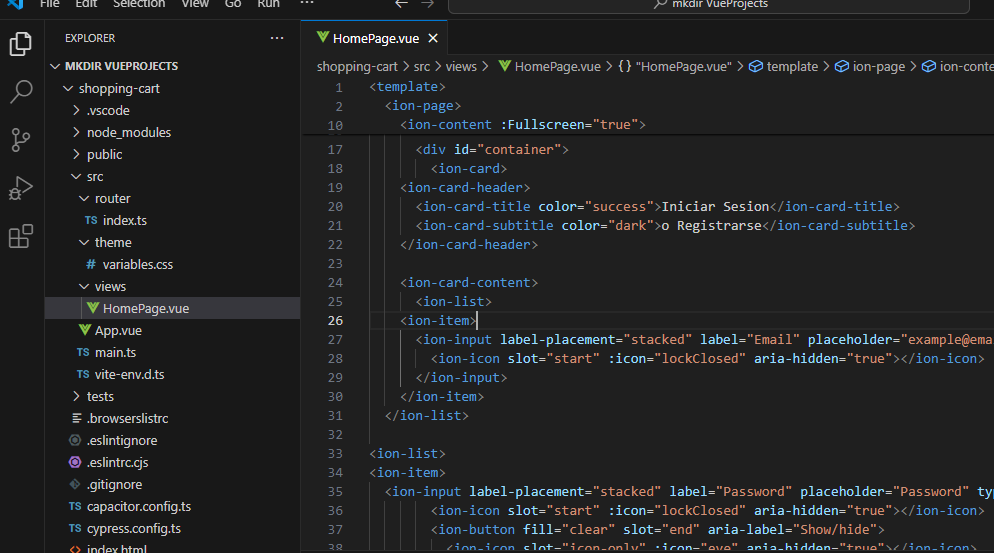 File Edit Selection View Go Run ···
mkdir VueProjects
EXPLORER ···
MKDIR VUEPROJECTS
shopping-cart
.vscode
node_modules
public
src
router
TS index.ts
theme
# variables.css
views
HomePage.vue
App.vue
TS main.ts
TS vite-env.d.ts
tests
.browserslistrc
.eslintignore
.eslintrc.cjs
.gitignore
TS capacitor.config.ts
TS cypress.config.ts
index.html
HomePage.vue
shopping-cart > src > views > HomePage.vue > {} "HomePage.vue" > template > ion-page > ion-conte
1 <template>
2 <ion-page>
10 <ion-content :Fullscreen="true">
17 <div id="container">
18 <ion-card>
19 <ion-card-header>
20 <ion-card-title color="success">Iniciar Sesion</ion-card-title>
21 <ion-card-subtitle color="dark">o Registrarse</ion-card-subtitle>
22 </ion-card-header>
23
24 <ion-card-content>
25 <ion-list>
26 <ion-item>
27 <ion-input label-placement="stacked" label="Email" placeholder="example@ema
28 <ion-icon slot="start" :icon="lockClosed" aria-hidden="true"></ion-icon>
29 </ion-input>
30 </ion-item>
31 </ion-list>
32
33 <ion-list>
34 <ion-item>
35 <ion-input label-placement="stacked" label="Password" placeholder="Password" ty
36 <ion-icon slot="start" :icon="lockClosed" aria-hidden="true"></ion-icon>
37 <ion-button fill="clear" slot="end" aria-label="Show/hide">
38 <ion-icon slot="icon-only" :icon="eye" aria-hidden="true"></ion-icon>